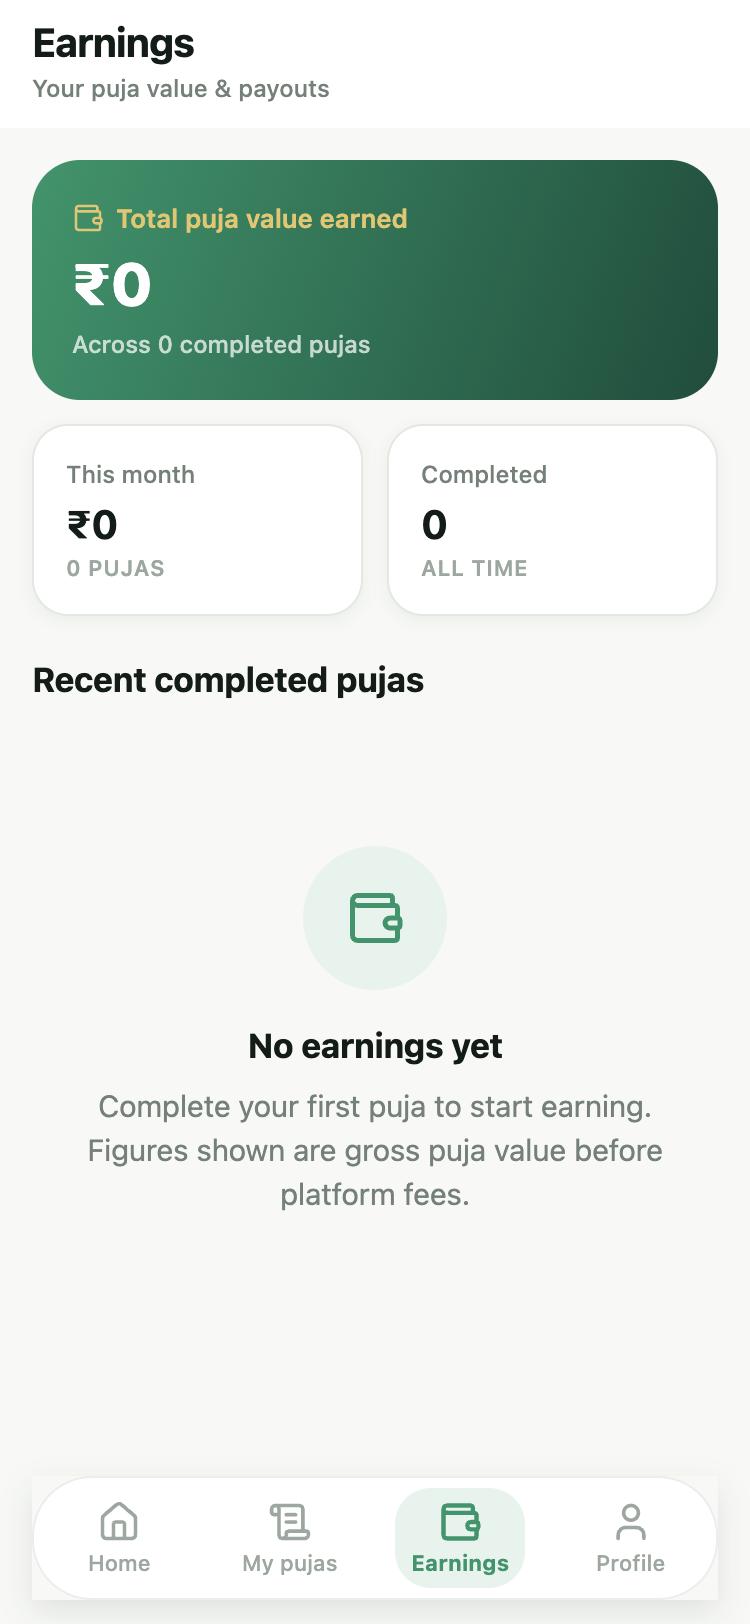 Earnings
Your puja value & payouts
Total puja value earned
₹0
Across 0 completed pujas
This month
₹0
0 PUJAS
Completed
0
ALL TIME
Recent completed pujas
No earnings yet
Complete your first puja to start earning.
Figures shown are gross puja value before
platform fees.
Home
My pujas
Earnings
Profile